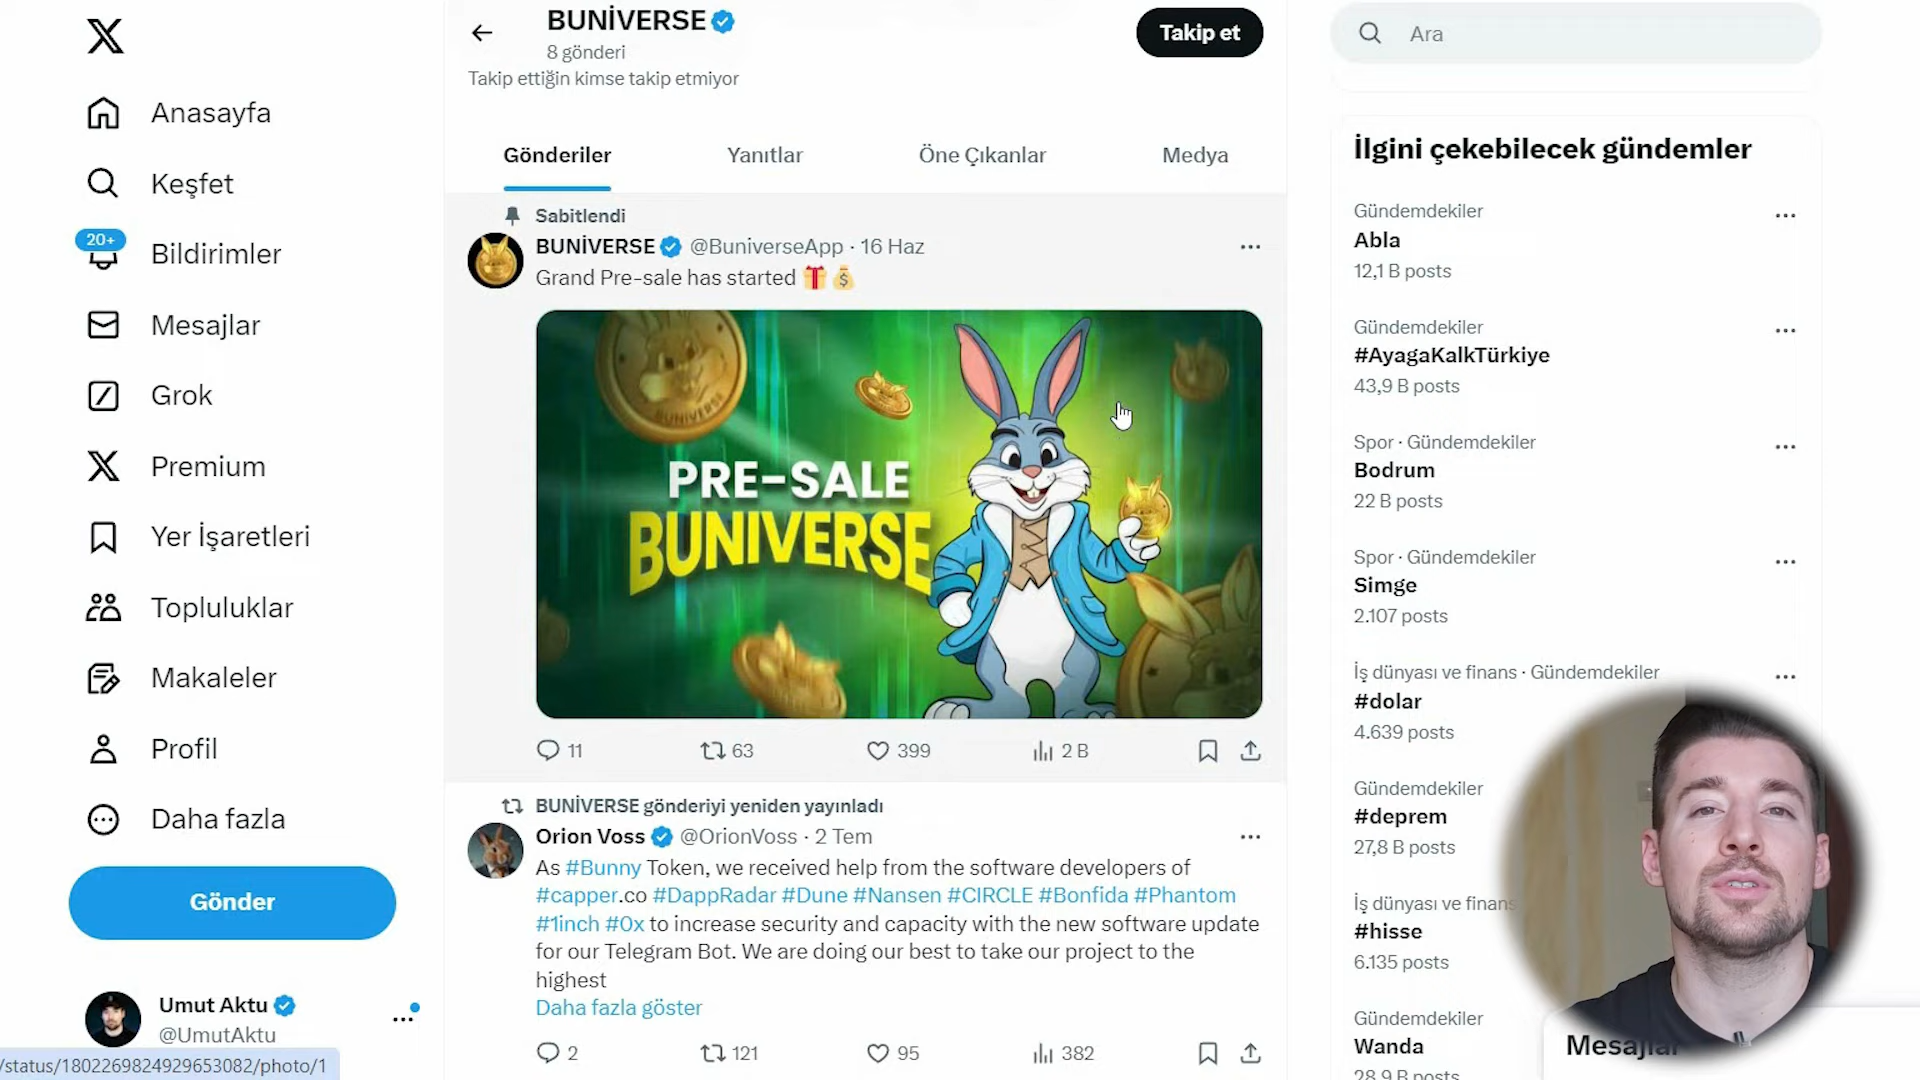 Anasayfa
Keşfet
20+
Bildirimler
Mesajlar
Grok
Premium
Yer İşaretleri
Topluluklar
Makaleler
Profil
Daha fazla
Gönder
Umut Aktu
@UmutAktu
/status/1802269824929653082/photo/1
BUNİVERSE
8 gönderi
Takip ettiğin kimse takip etmiyor
Takip et
Gönderiler
Yanıtlar
Öne Çıkanlar
Medya
Sabitlendi
BUNİVERSE @BuniverseApp · 16 Haz
Grand Pre-sale has started
BUNIVERSE
PRE-SALE
BUNIVERSE
11
63
399
2 B
BUNİVERSE gönderiyi yeniden yayınladı
Orion Voss @OrionVoss · 2 Tem
As #Bunny Token, we received help from the software developers of
#capper.co #DappRadar #Dune #Nansen #CIRCLE #Bonfida #Phantom
#1inch #0x to increase security and capacity with the new software update
for our Telegram Bot. We are doing our best to take our project to the
highest
Daha fazla göster
2
121
95
382
Ara
İlgini çekebilecek gündemler
Gündemdekiler
Abla
12,1 B posts
Gündemdekiler
#AyagaKalkTürkiye
43,9 B posts
Spor · Gündemdekiler
Bodrum
22 B posts
Spor · Gündemdekiler
Simge
2.107 posts
İş dünyası ve finans · Gündemdekiler
#dolar
4.639 posts
Gündemdekiler
#deprem
27,8 B posts
İş dünyası ve finans
#hisse
6.135 posts
Gündemdekiler
Wanda
28,9 B posts
Mesajlar